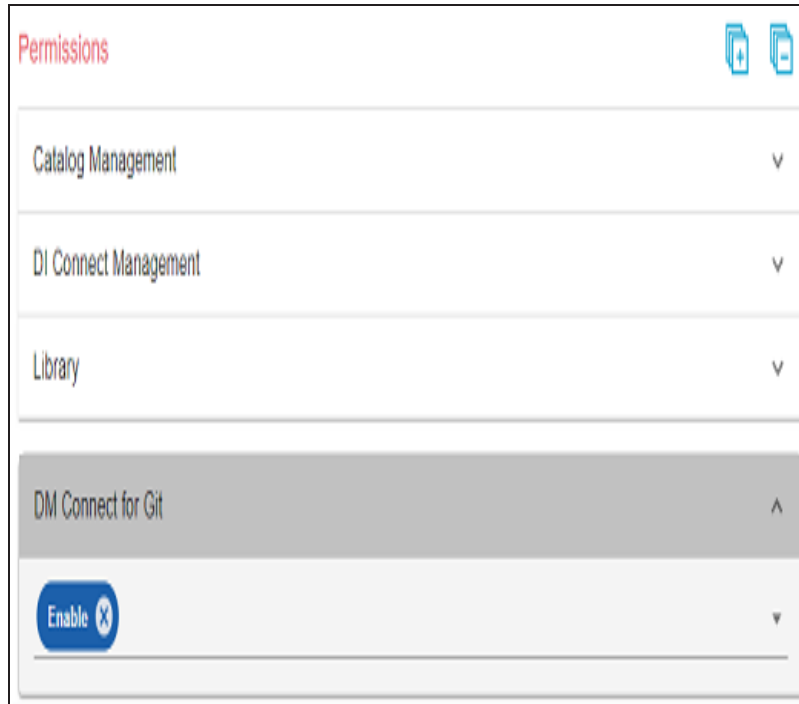 Permissions
Catalog Management
DI Connect Management
Library
DM Connect for Git
Enable